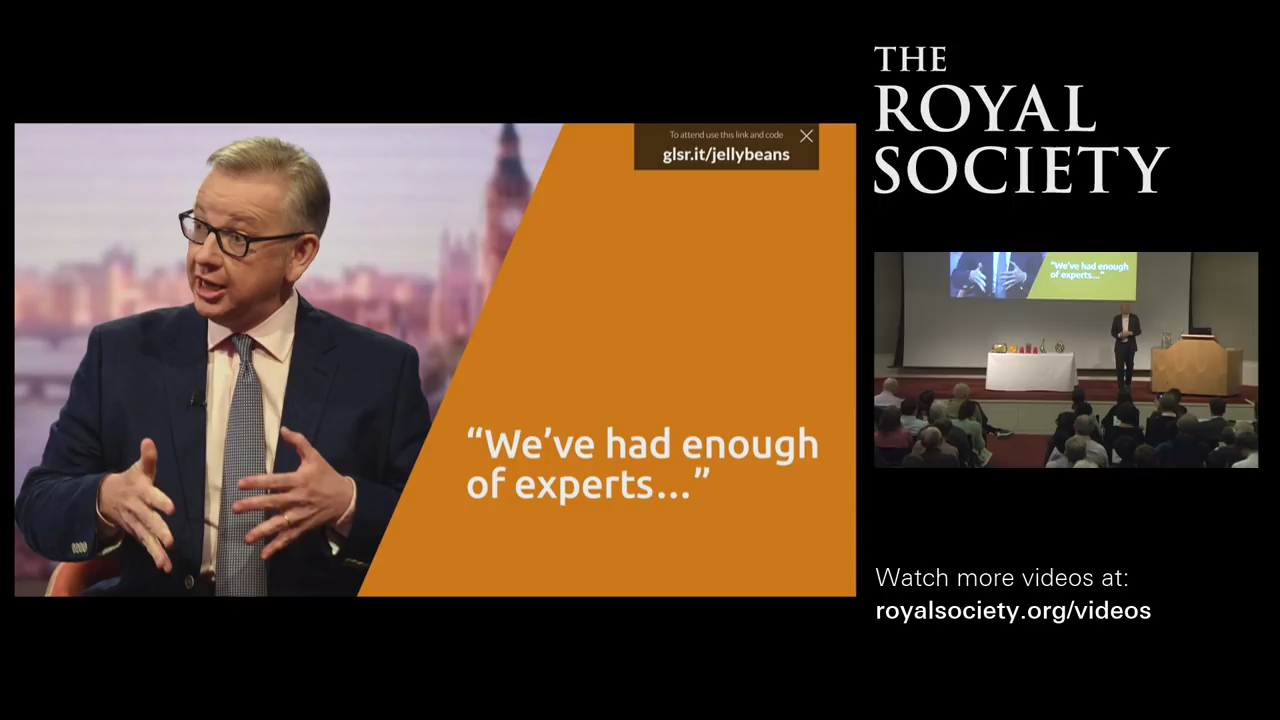 To attend use this link and code
glsr.it/jellybeans
“We’ve had enough
of experts...”
THE
ROYAL
SOCIETY
“We’ve had enough
of experts...”
Watch more videos at:
royalsociety.org/videos